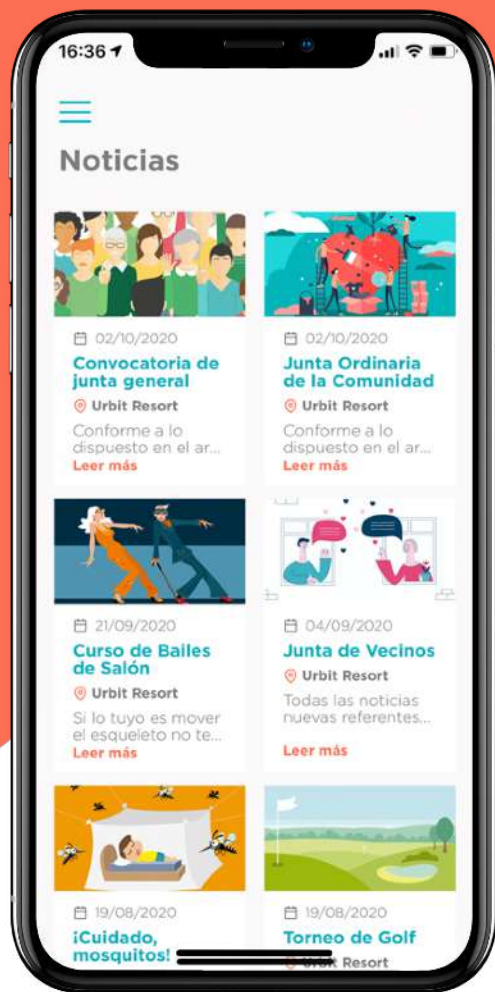 16:36
Noticias
02/10/2020
Convocatoria de
junta general
Urbit Resort
Conforme a lo
dispuesto en el ar...
Leer más
02/10/2020
Junta Ordinaria
de la Comunidad
Urbit Resort
Conforme a lo
dispuesto en el ar...
Leer más
21/09/2020
Curso de Bailes
de Salón
Urbit Resort
Si lo tuyo es mover
el esqueleto no te...
Leer más
04/09/2020
Junta de Vecinos
Urbit Resort
Todas las noticias
nuevas referentes...
Leer más
19/08/2020
¡Cuidado,
mosquitos!
19/08/2020
Torneo de Golf
Urbit Resort